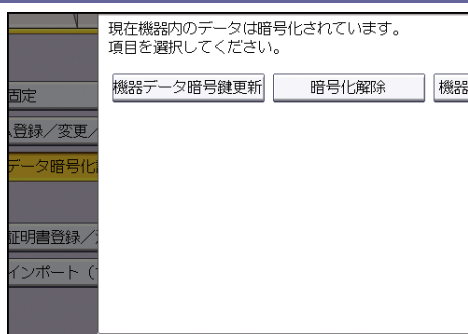 現在機器内のデータは暗号化されています。
項目を選択してください。
機器データ暗号鍵更新
暗号化解除
機器
固定
登録／変更／
データ暗号化
証明書登録／
インポート（